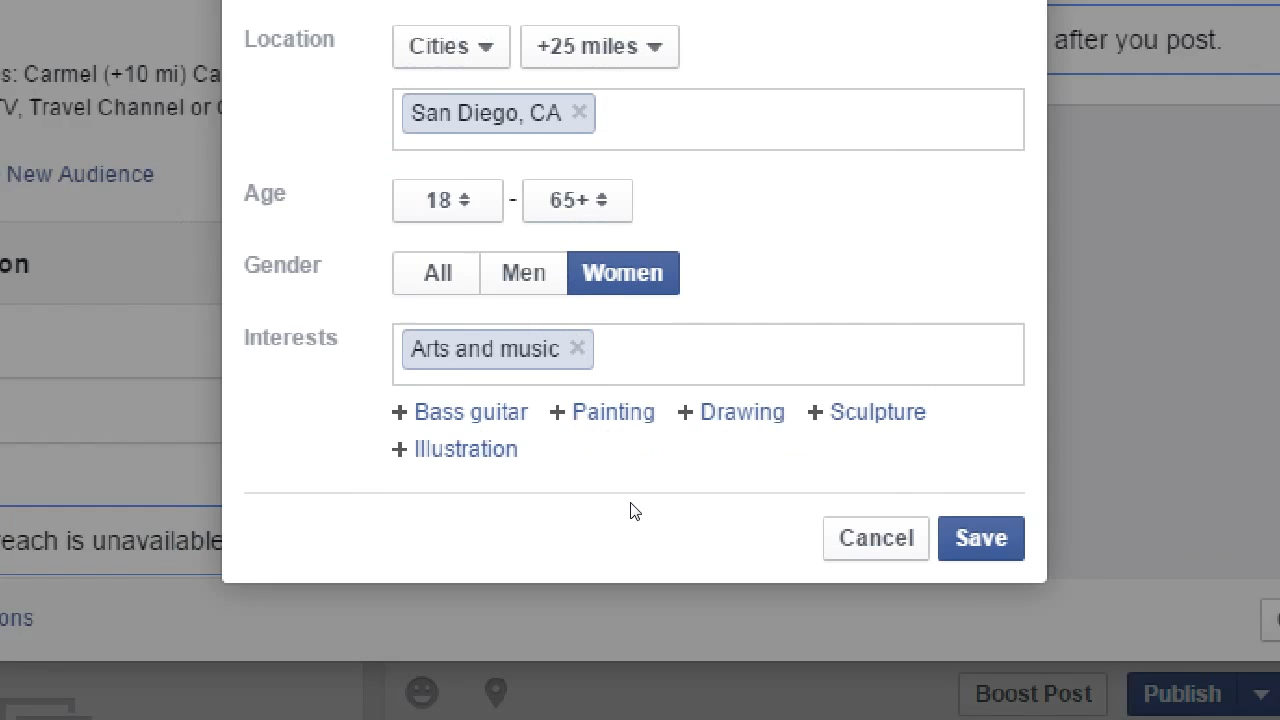 Location
Cities
+25 miles
after you post.
s: Carmel (+10 mi) Ca
TV, Travel Channel or
San Diego, CA
New Audience
Age
18 - 65+
Gender
All Men Women
on
Interests
Arts and music
+ Bass guitar + Painting + Drawing + Sculpture
+ Illustration
Cancel Save
each is unavailable
ons
Boost Post Publish